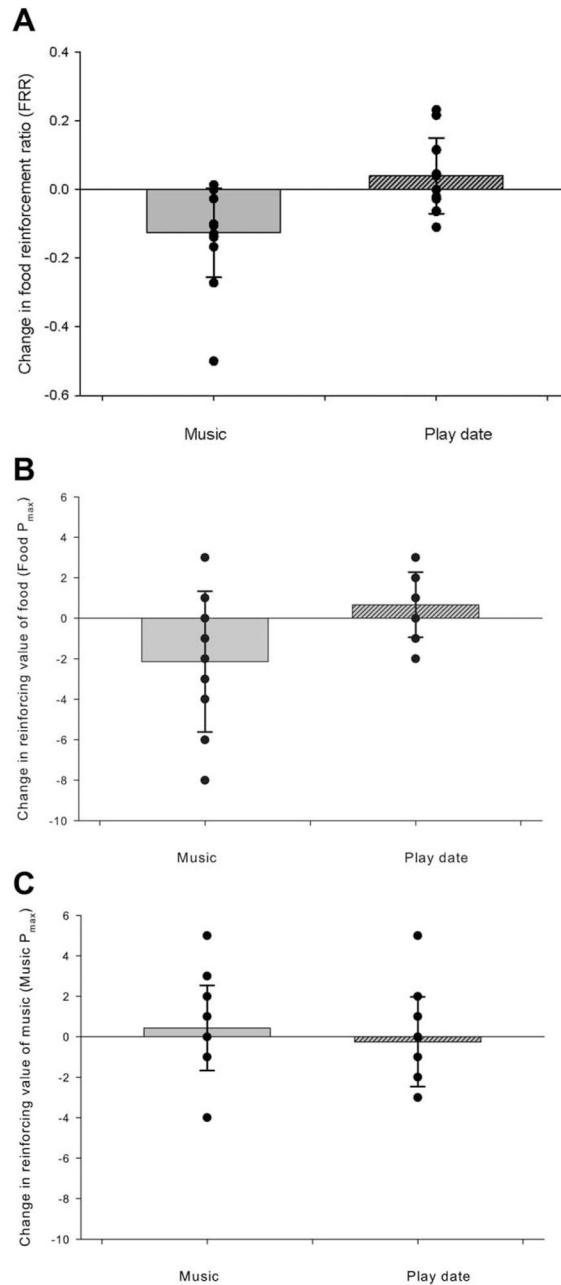 A
Change in food reinforcement ratio (FRR)
0.4
0.2
0.0
-0.2
-0.4
-0.6
Music Play date
B
Change in reinforcing value of food (Food Pmax)
6
4
2
0
-2
-4
-6
-8
-10
Music Play date
C
Change in reinforcing value of music (Music Pmax)
6
4
2
0
-2
-4
-6
-8
-10
Music Play date